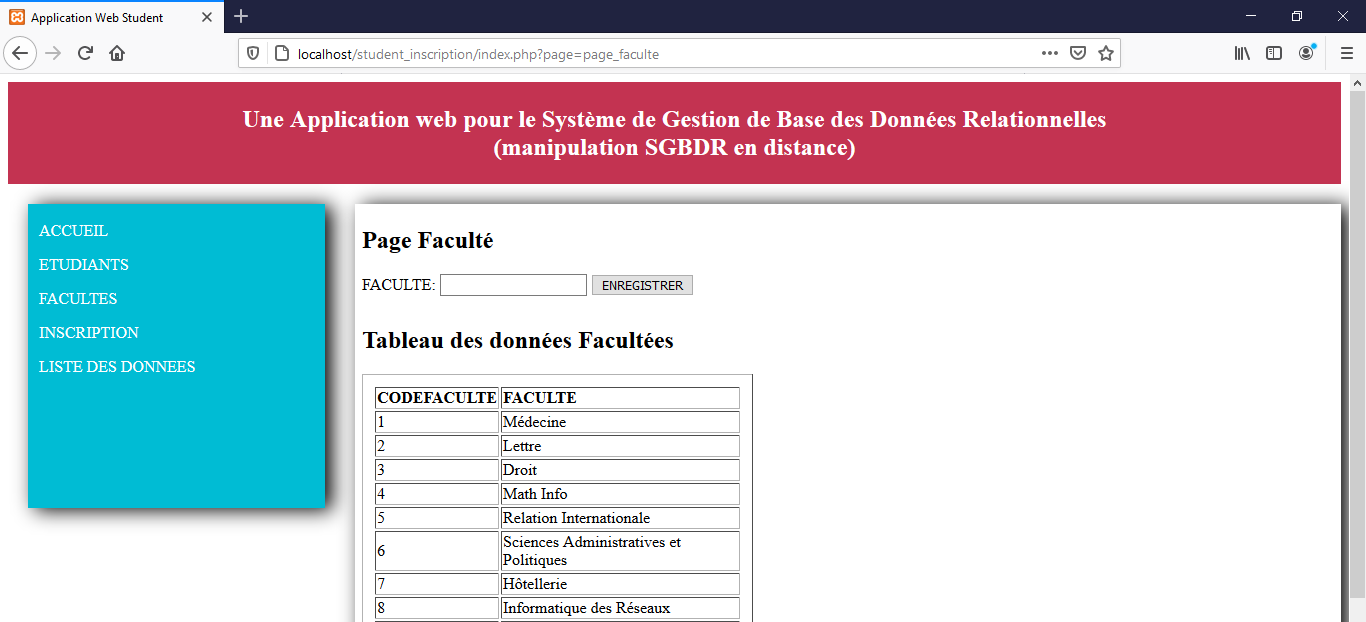 Application Web Student
localhost/student_inscription/index.php?page=page_faculte
Une Application web pour le Système de Gestion de Base des Données Relationnelles
(manipulation SGBDR en distance)
ACCUEIL
ETUDIANTS
FACULTES
INSCRIPTION
LISTE DES DONNEES
Page Faculté
FACULTE: ENREGISTRER
Tableau des données Facultées
CODEFACULTE FACULTE
1 Médecine
2 Lettre
3 Droit
4 Math Info
5 Relation Internationale
6 Sciences Administratives et
Politiques
7 Hôtellerie
8 Informatique des Réseaux